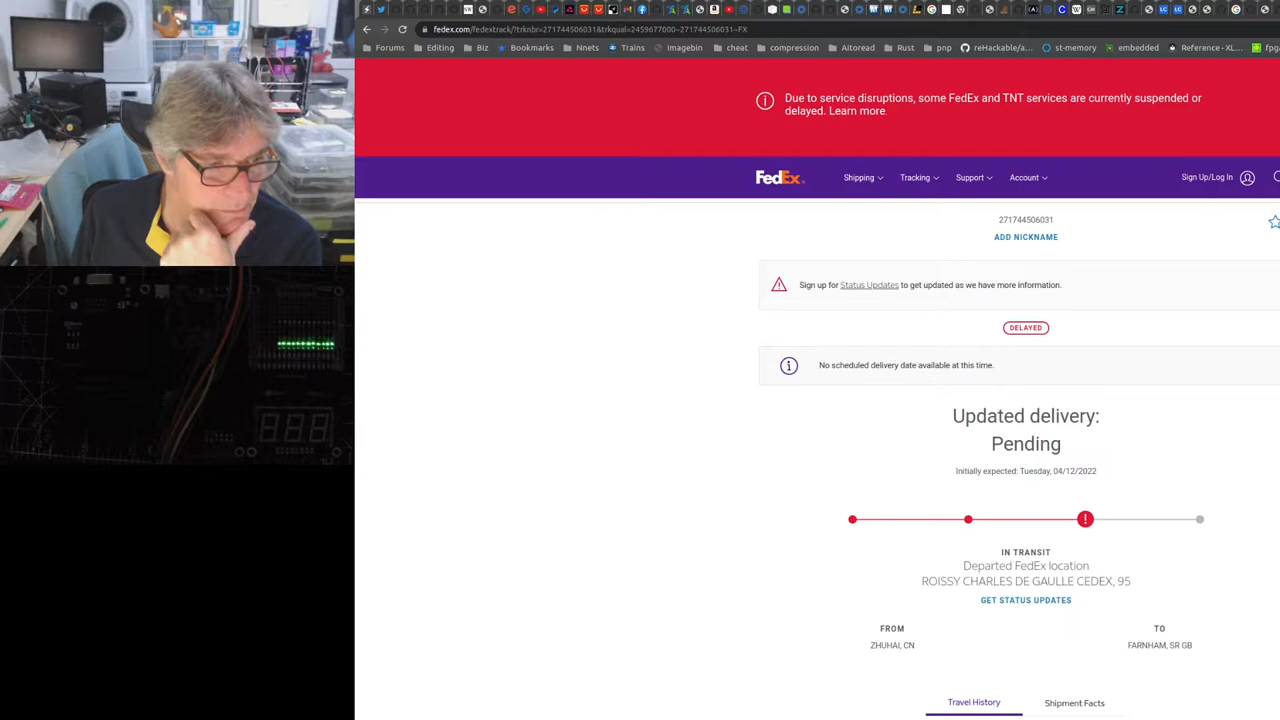 fedex.com/fedextrack/?trknbr=271744506031&trkqual=2459677000~271744506031~FX
Forums Editing Biz Bookmarks Nnets Trains Imagebin cheat compression AItoread Rust pnp reHackable/a... st-memory embedded Reference-XL... fpg
Due to service disruptions, some FedEx and TNT services are currently suspended or
delayed. Learn more.
FedEx Shipping Tracking Support Account Sign Up/Log In
271744506031
ADD NICKNAME
Sign up for Status Updates to get updated as we have more information.
DELAYED
No scheduled delivery date available at this time.
Updated delivery:
Pending
Initially expected: Tuesday, 04/12/2022
IN TRANSIT
Departed FedEx location
ROISSY CHARLES DE GAULLE CEDEX, 95
GET STATUS UPDATES
FROM TO
ZHUHAI, CN FARNHAM, SR GB
Travel History Shipment Facts